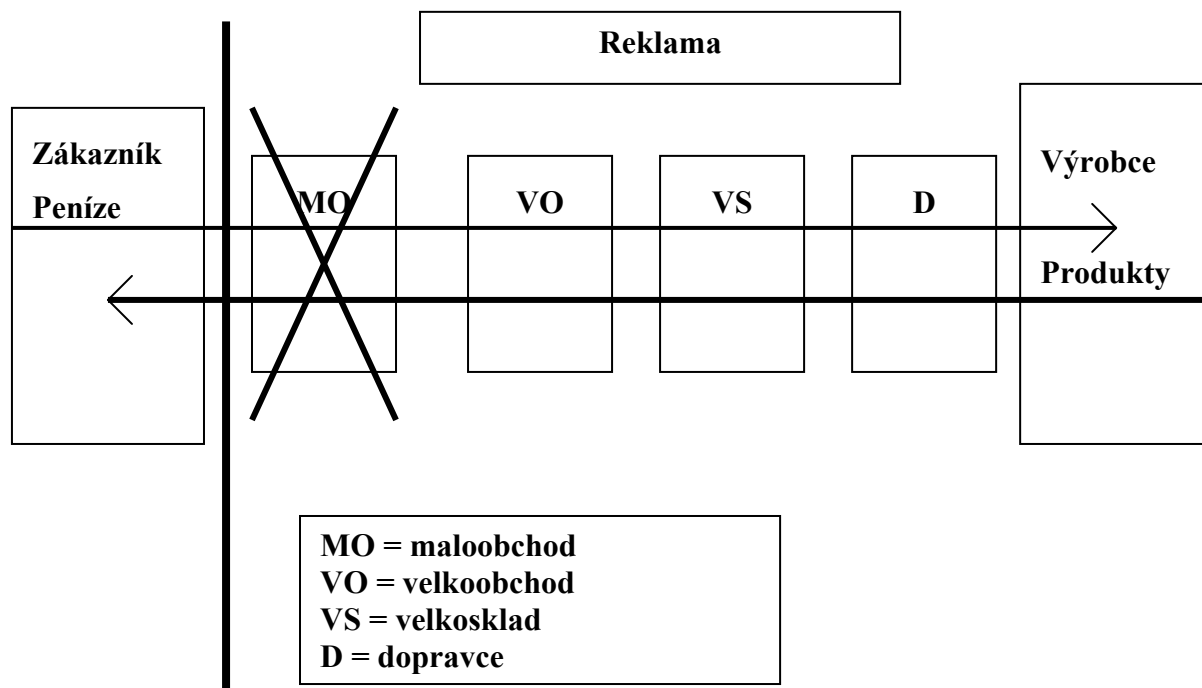 Reklama
Zákazník
Peníze
MO
VO
VS
D
Výrobce
Produkty
MO = maloobchod
VO = velkoobchod
VS = velkosklad
D = dopravce